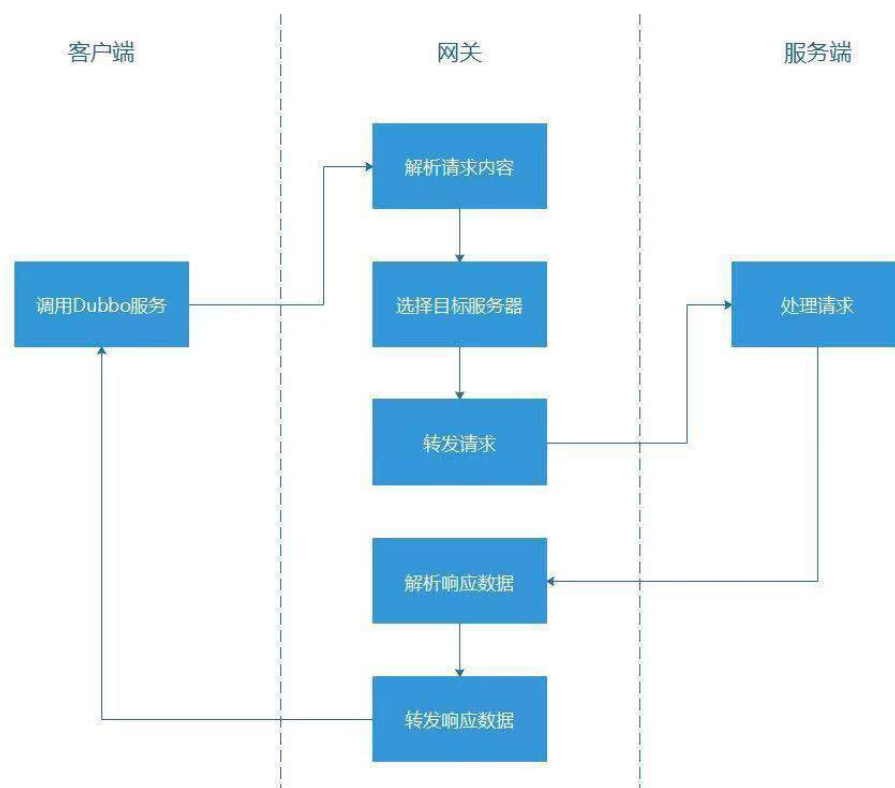 客户端
网关
服务端
解析请求内容
调用Dubbo服务
选择目标服务器
处理请求
转发请求
解析响应数据
转发响应数据